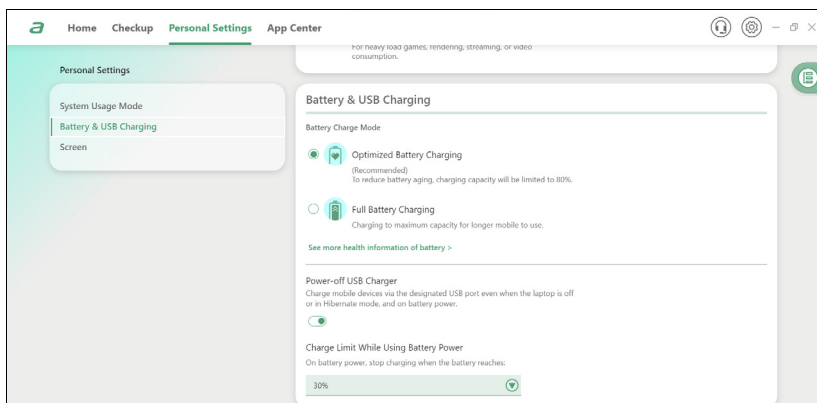 a Home Checkup Personal Settings App Center
For heavy load games, rendering, streaming, or video
consumption.
Personal Settings
System Usage Mode
Battery & USB Charging
Screen
Battery & USB Charging
Battery Charge Mode
Optimized Battery Charging
(Recommended)
To reduce battery aging, charging capacity will be limited to 80%.
Full Battery Charging
Charging to maximum capacity for longer mobile to use.
See more health information of battery >
Power-off USB Charger
Charge mobile devices via the designated USB port even when the laptop is off
or in Hibernate mode, and on battery power.
Charge Limit While Using Battery Power
On battery power, stop charging when the battery reaches:
30%